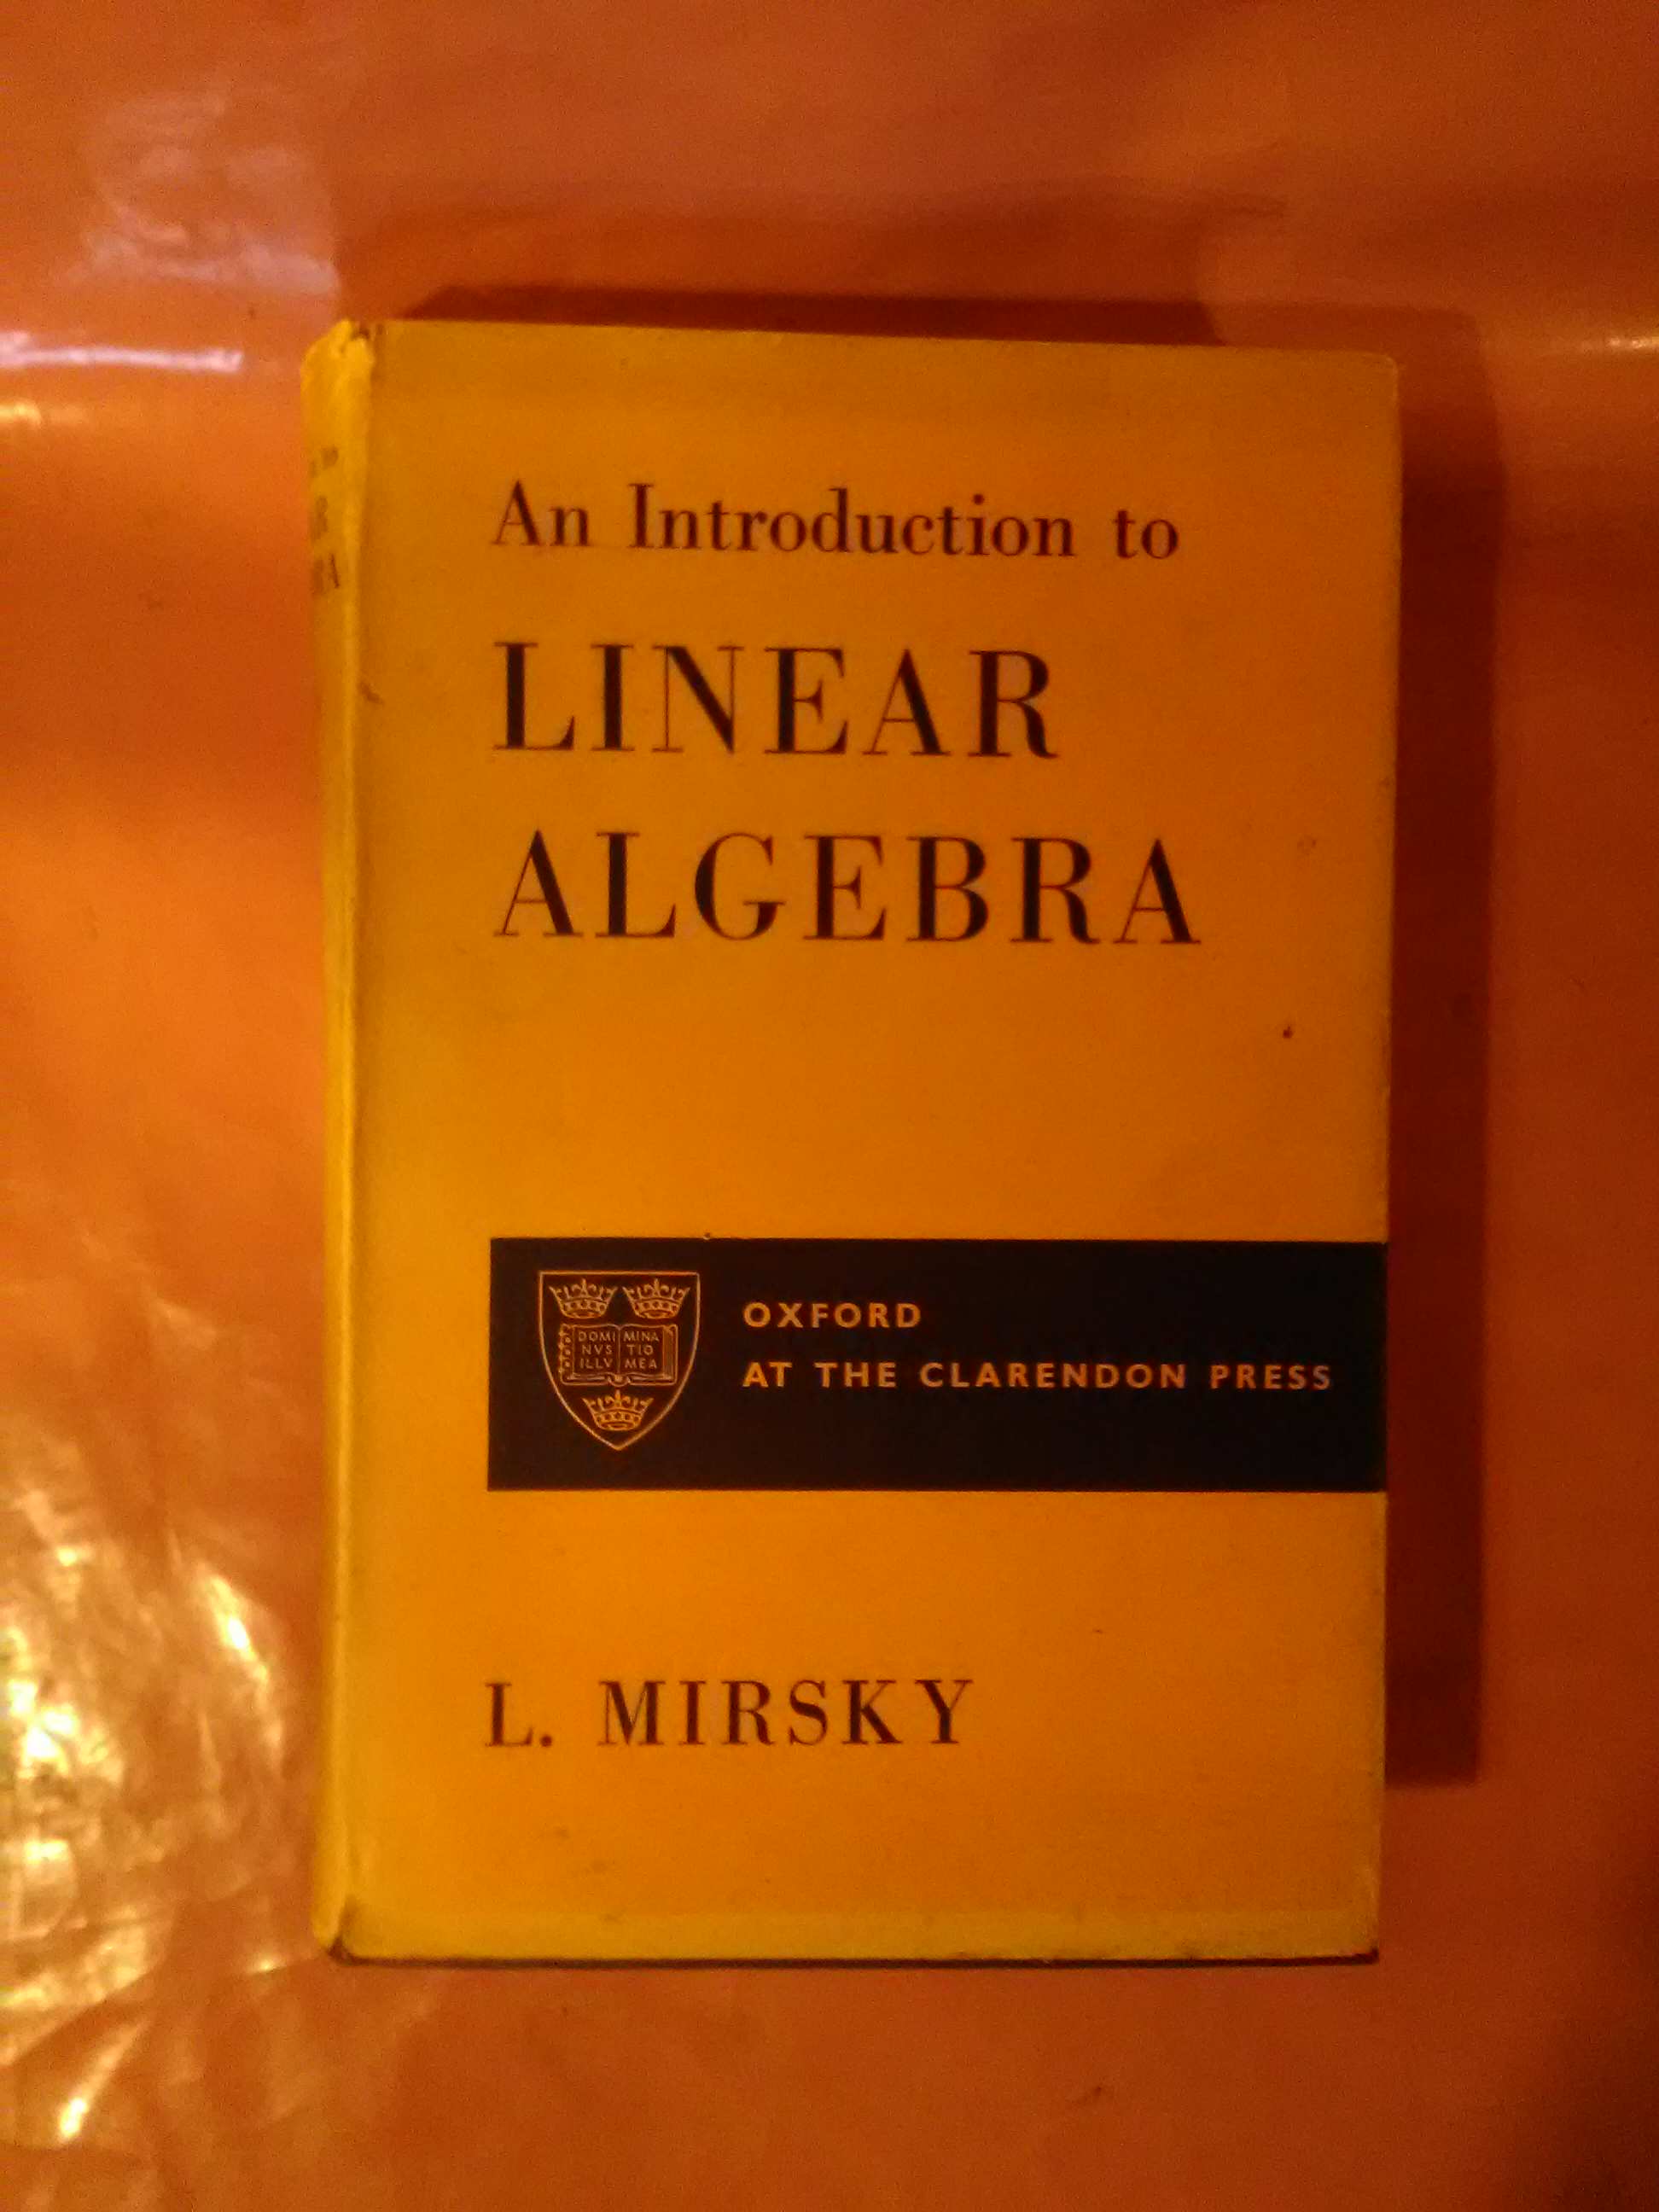 An Introduction to
LINEAR
ALGEBRA
DOMI MINA
NVS TIO
ILLV MEA
OXFORD
AT THE CLARENDON PRESS
L. MIRSKY